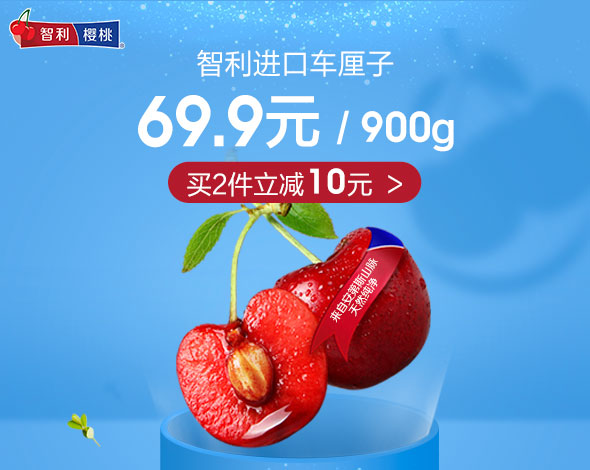 智利 樱桃
智利进口车厘子
69.9元 / 900g
买2件立减10元 >
来自安第斯山脉
天然纯净